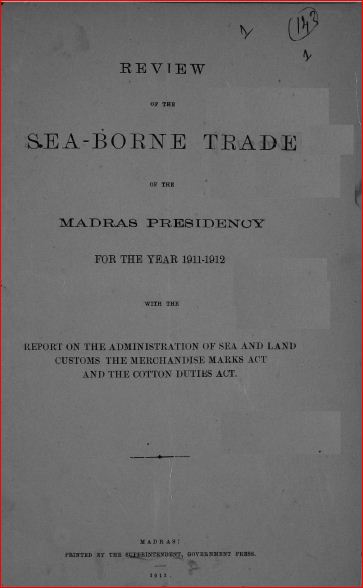 143
REVIEW
OF THE
SEA-BORNE TRADE
OF THE
MADRAS PRESIDENCY
FOR THE YEAR 1911-1912
WITH THE
REPORT ON THE ADMINISTRATION OF SEA AND LAND
CUSTOMS THE MERCHANDISE MARKS ACT
AND THE COTTON DUTIES ACT.
MADRAS:
PRINTED BY THE SUPERINTENDENT, GOVERNMENT PRESS.